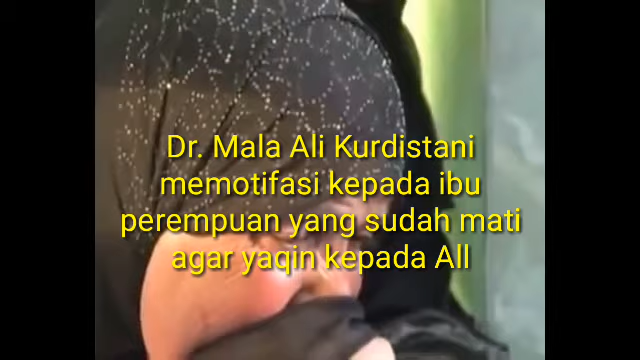 Dr. Mala Ali Kurdistani
memotifasi kepada ibu
perempuan yang sudah mati
agar yaqin kepada All